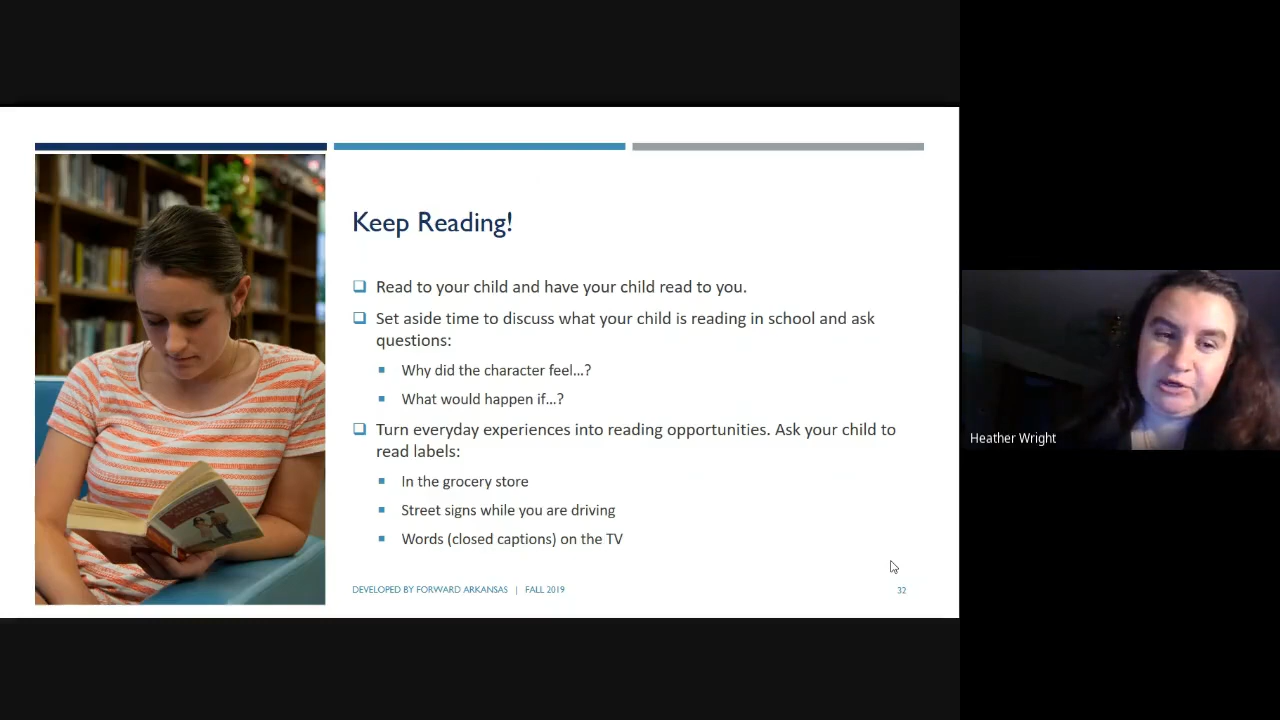 Keep Reading!
Read to your child and have your child read to you.
Set aside time to discuss what your child is reading in school and ask
questions:
Why did the character feel...?
What would happen if...?
Turn everyday experiences into reading opportunities. Ask your child to
read labels:
In the grocery store
Street signs while you are driving
Words (closed captions) on the TV
DEVELOPED BY FORWARD ARKANSAS | FALL 2019
32
Heather Wright